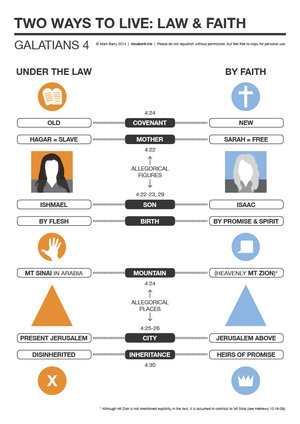 TWO WAYS TO LIVE: LAW & FAITH
GALATIANS 4
© Mark Barry 2014 | visualunit.me | Please do not republish without permission, but feel free to copy for personal use.
UNDER THE LAW
BY FAITH
4:24
OLD COVENANT NEW
HAGAR = SLAVE MOTHER SARAH = FREE
4:22
ALLEGORICAL
FIGURES
4:22-23, 29
ISHMAEL SON ISAAC
BY FLESH BIRTH BY PROMISE & SPIRIT
MT SINAI IN ARABIA MOUNTAIN (HEAVENLY MT ZION)*
4:24
ALLEGORICAL
PLACES
4:25-26
PRESENT JERUSALEM CITY JERUSALEM ABOVE
DISINHERITED INHERITANCE HEIRS OF PROMISE
4:30
X
* Although Mt Zion is not mentioned explicitly in the text, it is assumed in contrast to Mt Sinai (see Hebrews 12:18-29).